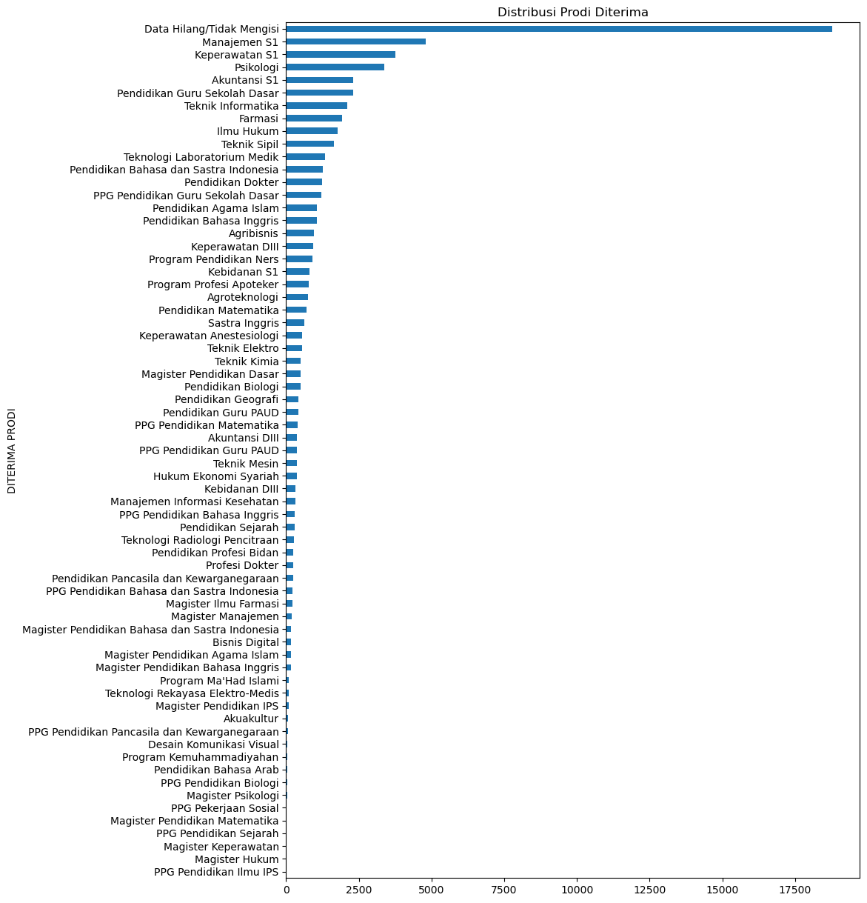 Distribusi Prodi Diterima
Data Hilang/Tidak Mengisi
Manajemen S1
Keperawatan S1
Psikologi
Akuntansi S1
Pendidikan Guru Sekolah Dasar
Teknik Informatika
Farmasi
Ilmu Hukum
Teknik Sipil
Teknologi Laboratorium Medik
Pendidikan Bahasa dan Sastra Indonesia
Pendidikan Dokter
PPG Pendidikan Guru Sekolah Dasar
Pendidikan Agama Islam
Pendidikan Bahasa Inggris
Agribisnis
Keperawatan DIII
Program Pendidikan Ners
Kebidanan S1
Program Profesi Apoteker
Agroteknologi
Pendidikan Matematika
Sastra Inggris
Keperawatan Anestesiologi
Teknik Elektro
Teknik Kimia
Magister Pendidikan Dasar
Pendidikan Biologi
Pendidikan Geografi
Pendidikan Guru PAUD
PPG Pendidikan Matematika
Akuntansi DIII
PPG Pendidikan Guru PAUD
Teknik Mesin
Hukum Ekonomi Syariah
Kebidanan DIII
Manajemen Informasi Kesehatan
PPG Pendidikan Bahasa Inggris
Pendidikan Sejarah
Teknologi Radiologi Pencitraan
Pendidikan Profesi Bidan
Profesi Dokter
Pendidikan Pancasila dan Kewarganegaraan
PPG Pendidikan Bahasa dan Sastra Indonesia
Magister Ilmu Farmasi
Magister Manajemen
Magister Pendidikan Bahasa dan Sastra Indonesia
Bisnis Digital
Magister Pendidikan Agama Islam
Magister Pendidikan Bahasa Inggris
Program Ma'Had Islami
Teknologi Rekayasa Elektro-Medis
Magister Pendidikan IPS
Akuakultur
PPG Pendidikan Pancasila dan Kewarganegaraan
Desain Komunikasi Visual
Program Kemuhammadiyahan
Pendidikan Bahasa Arab
PPG Pendidikan Biologi
Magister Psikologi
PPG Pekerjaan Sosial
Magister Pendidikan Matematika
PPG Pendidikan Sejarah
Magister Keperawatan
Magister Hukum
PPG Pendidikan Ilmu IPS
DITERIMA PRODI
0 2500 5000 7500 10000 12500 15000 17500